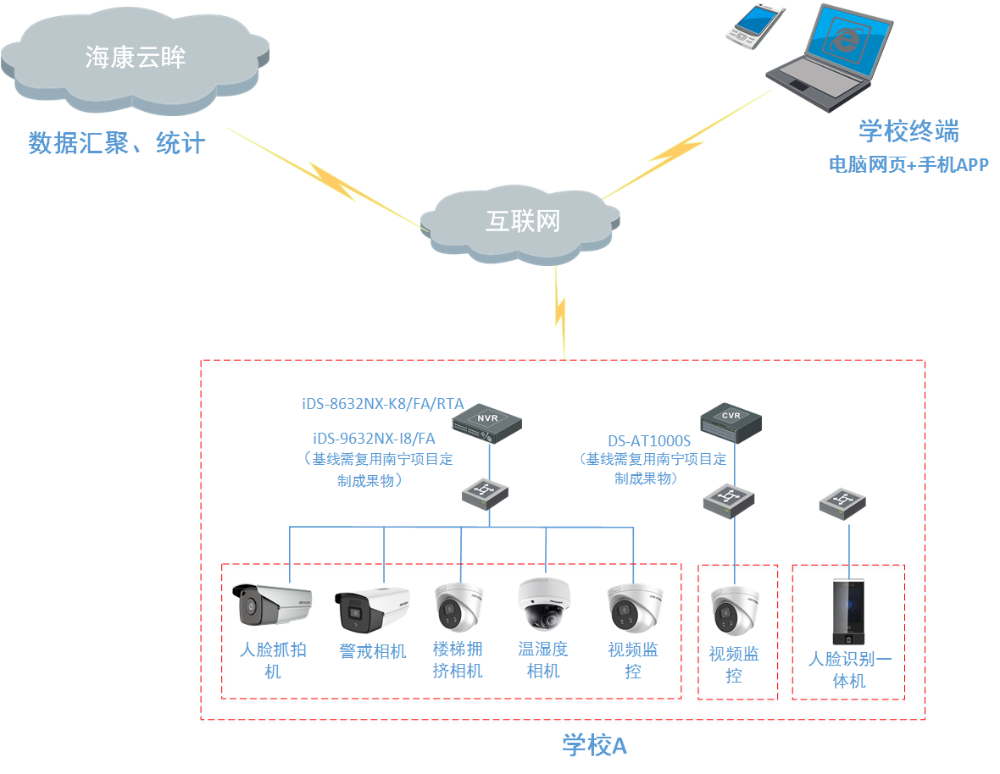 海康云眸
数据汇聚、统计
学校终端
电脑网页+手机APP
互联网
iDS-8632NX-K8/FA/RTA
NVR
iDS-9632NX-I8/FA
（基线需复用南宁项目定
制成果物）
CVR
DS-AT1000S
（基线需复用南宁项目定
制成果物）
人脸抓拍
机
警戒相机
楼梯拥
挤相机
温湿度
相机
视频监
控
视频监
控
人脸识别一
体机
学校A